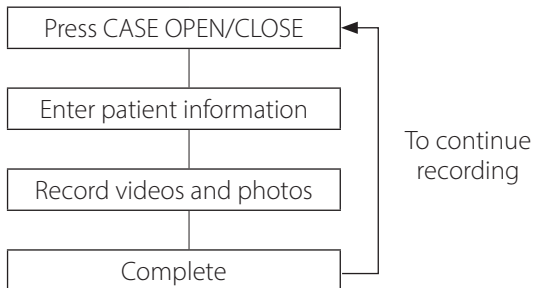 Press CASE OPEN/CLOSE
Enter patient information
To continue
recording
Record videos and photos
Complete